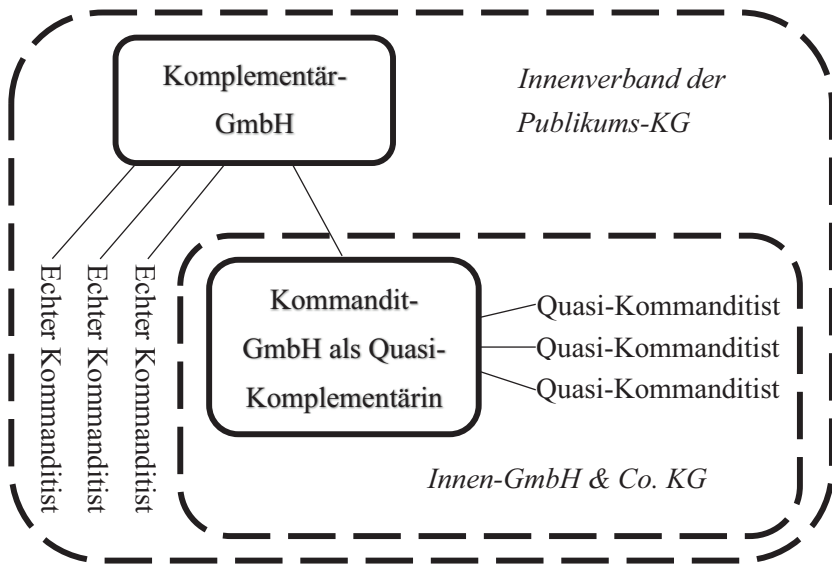 Komplementär-
GmbH
Innenverband der
Publikums-KG
Echter Kommanditist
Echter Kommanditist
Echter Kommanditist
Kommandit-
GmbH als Quasi-
Komplementärin
Quasi-Kommanditist
Quasi-Kommanditist
Quasi-Kommanditist
Innen-GmbH & Co. KG